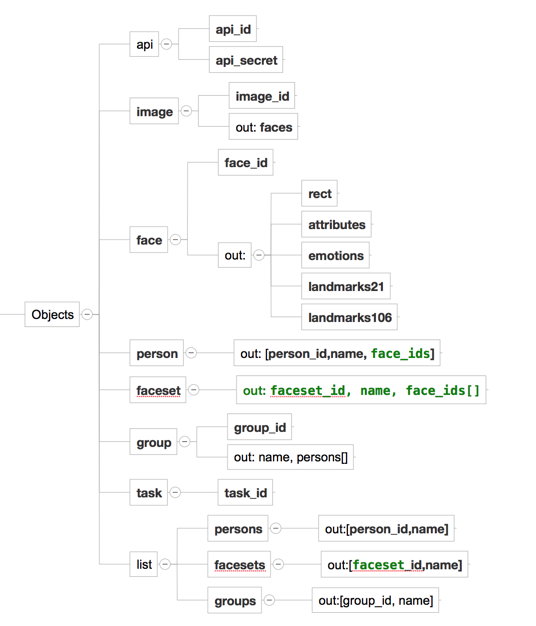 api
api_id
api_secret
image
image_id
out: faces
face
face_id
out:
rect
attributes
emotions
landmarks21
landmarks106
Objects
person
out: [person_id,name, face_ids]
faceset
out: faceset_id, name, face_ids[]
group
group_id
out: name, persons[]
task
task_id
list
persons
out:[person_id,name]
facesets
out:[faceset_id,name]
groups
out:[group_id, name]